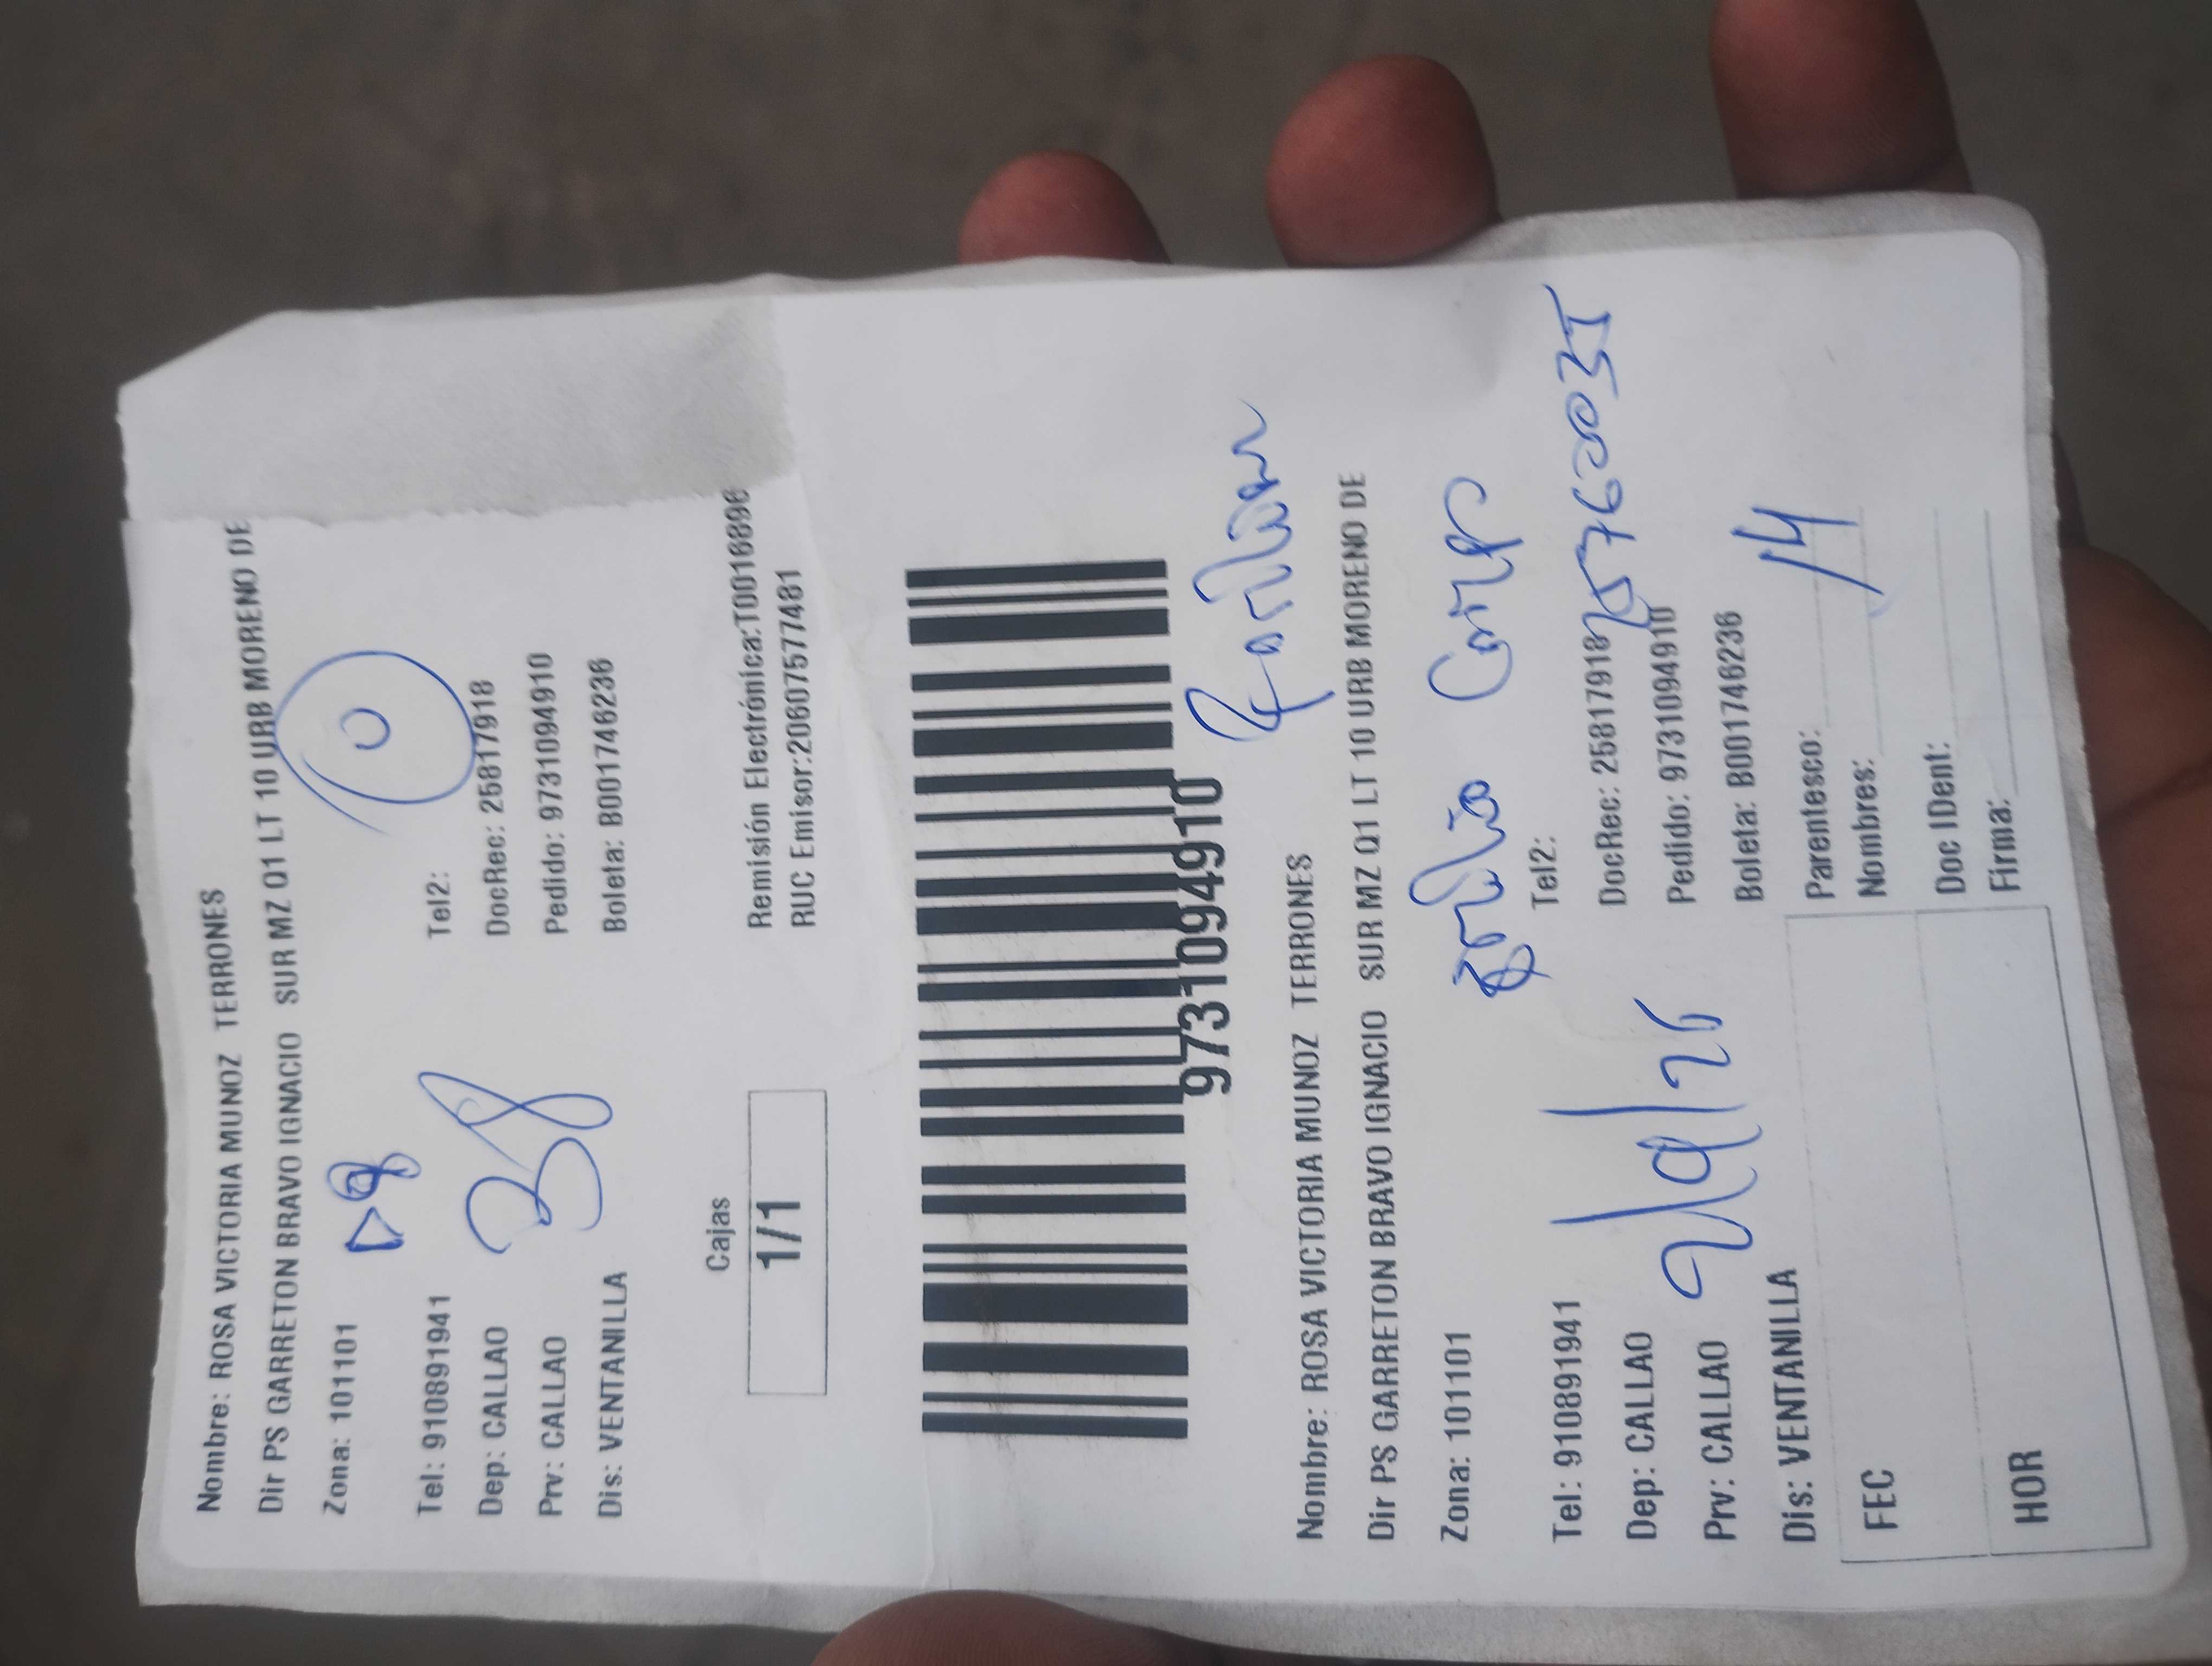 Nombre: ROSA VICTORIA MUNOZ TERRONES
Dir PS GARRETON BRAVO IGNACIO SUR MZ Q1 LT 10 URB MORENO DE
Zona: 101101
Tel: 910891941 Tel2:
Dep: CALLAO DocRec: 25817918
38
Prv: CALLAO Pedido: 9731094910
Dis: VENTANILLA Boleta: B001746236
Cajas
1/1
Remisión Electrónica:T0016896
RUC Emisor:20607577481
9731094910
Nombre: ROSA VICTORIA MUNOZ TERRONES
Dir PS GARRETON BRAVO IGNACIO SUR MZ Q1 LT 10 URB MORENO DE
Zona: 101101
Tel: 910891941 Tel2:
Dep: CALLAO DocRec: 25817918
Prv: CALLAO Pedido: 9731094910
Dis: VENTANILLA Boleta: B001746236
14
FEC Parentesco:
Nombres:
HOR Doc IDent:
Firma: